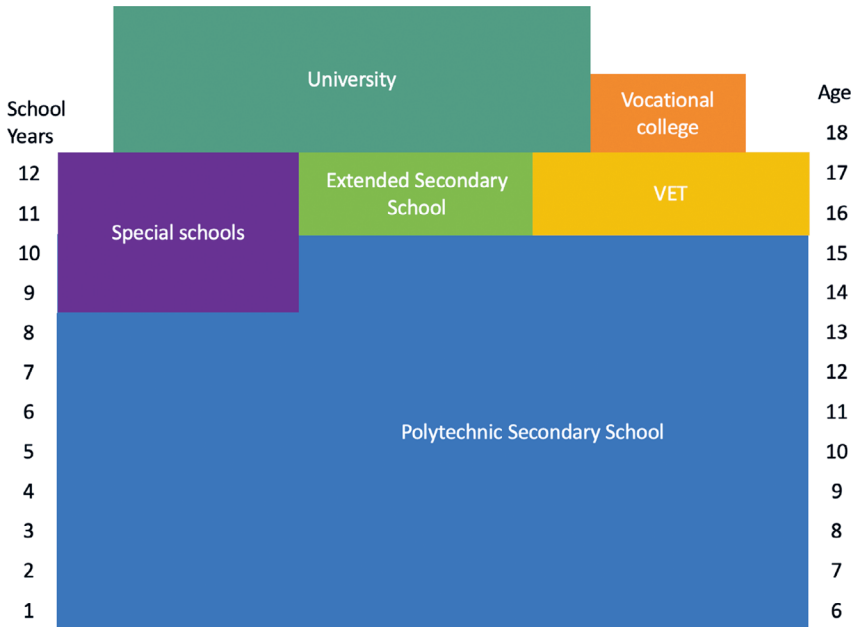 University
School
Years
Vocational
college
Age
18
12
Extended Secondary
School
VET
17
11
Special schools
16
10
15
9
14
8
13
7
12
6
Polytechnic Secondary School
11
5
10
4
9
3
8
2
7
1
6